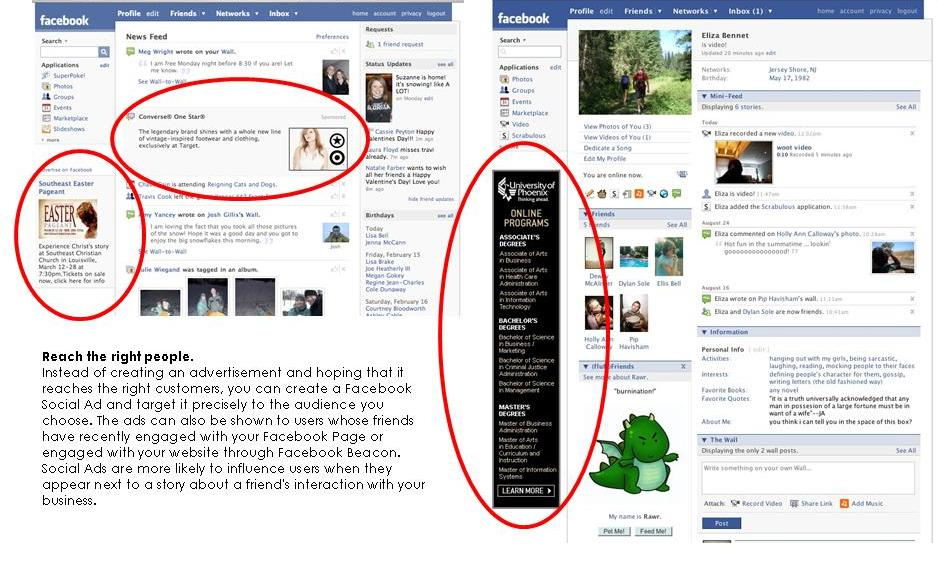 facebook
Profile edit Friends Networks Inbox
home account privacy logout
Search
Applications edit
SuperPoke!
Photos
Groups
Events
Marketplace
Slideshows
more
Advertise on Facebook
Southeast Easter
Pageant
EASTER
PAGEANT
Experience Christ's story
at Southeast Christian
Church in Louisville,
March 12-28 at
7:30pm.Tickets on sale
now, click here for info
News Feed Preferences
Meg Wright wrote on your Wall.
I am free Monday night before 8:30 if you are! Let
me know.
See Wall-to-Wall
Converse® One Star® Sponsored
The legendary brand shines with a whole new line
of vintage-inspired footwear and clothing,
exclusively at Target.
is attending Reigning Cats and Dogs.
Travis Cook left the
Amy Yancey wrote on Josh Gillis's Wall.
I am loving the fact that you took all those pictures
of the snow! Hope it was a good day and you got to
enjoy the big snowflakes this morning.
See Wall-to-Wall
Josh
Julie Wiegand was tagged in an album.
Requests
1 friend request
Status Updates see all
Suzanne is home!
it's snowing! like A
LOT!
on Monday edit
Cassie Peyton Happy
Valentines Day! 7m ago
Laura Floyd misses travi
already. 7m ago
Natalie Farber wants to wish
all her friends a Happy
Valentine's Day! Love you!
8m ago
hide friend updates
Birthdays see all
Today
Lisa Bell
Jenna McCann
Friday, February 15
Lisa Brake
Joe Heatherly III
Megan Gokey
Regine Jean-Charles
Cole Dunaway
Saturday, February 16
Courtney Bloodworth
Reach the right people.
Instead of creating an advertisement and hoping that it
reaches the right customers, you can create a Facebook
Social Ad and target it precisely to the audience you
choose. The ads can also be shown to users whose friends
have recently engaged with your Facebook Page or
engaged with your website through Facebook Beacon.
Social Ads are more likely to influence users when they
appear next to a story about a friend's interaction with your
business.
facebook
Profile edit Friends Networks Inbox (1)
home account privacy logout
Search
Applications edit
Photos
Groups
Events
Marketplace
Video
Scrabulous
University of
Phoenix
Thinking ahead.
ONLINE
PROGRAMS
ASSOCIATE'S
DEGREES
Associate of Arts
in Business
Associate of Arts
in Health Care
Administration
Associate of Arts
in Information
Technology
BACHELOR'S
DEGREES
Bachelor of Science
in Business /
Marketing
Bachelor of Science
in Criminal Justice
Administration
Bachelor of Science
in Management
MASTER'S
DEGREES
Master of Business
Administration
Master of Arts
in Education /
Curriculum and
Instruction
Master of Information
Systems
LEARN MORE
View Photos of You (3)
View Videos of You (1)
Dedicate a Song
Edit My Profile
You are online now.
Friends
5 friends See All
Dewey
McAlister
Dylan Sole
Ellis Bell
Holly Ann
Calloway
Pip
Havisham
(fluff)Friends X
See more about Rawr.
"burnination!"
My name is Rawr.
Pet Me! Feed Me!
Eliza Bennet
is video!
Updated 20 minutes ago edit
Networks: Jersey Shore, NJ
Birthday: May 17, 1982
Mini-Feed
Displaying 6 stories. See All
Today
Eliza recorded a new video. 12:02am
woot video
0:10 Recorded 5 minutes ago
Eliza is video! 11:47am
Eliza added the Scrabulous application. 11:38am
August 24
Eliza commented on Holly Ann Calloway's photo. 10:28am
Hot fun in the summatime ... lookin'
goooooooooooood!
August 16
Eliza wrote on Pip Havisham's wall. 11:11am
Eliza and Dylan Sole are now friends. 10:41am
Information
Personal Info [ edit ]
Activities: hanging out with my girls, being sarcastic,
laughing, reading, mocking people to their faces
Interests: defining people's character for them, gossip,
writing letters (the old fashioned way)
Favorite Books: any novel
Favorite Quotes: "it is a truth universally acknowledged that any
man in possesion of a large fortune must be in
want of a wife"--JA
About Me: you think i can tell you in the space of this box?
The Wall
Displaying the only 2 wall posts. See All
Write something on your own Wall...
Attach: Record Video Share Link Add Music
Post